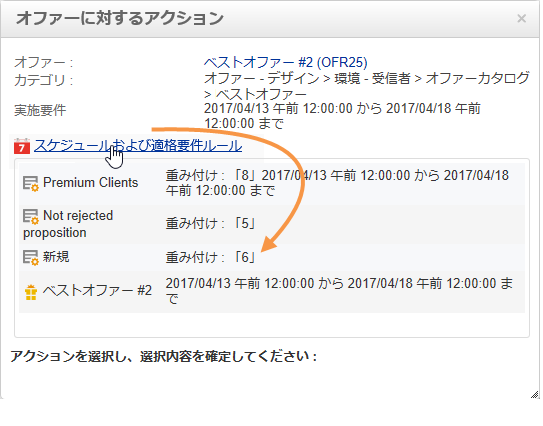 オファーに対するアクション ×
オファー : ベストオファー #2 (OFR25)
カテゴリ : オファー - デザイン > 環境 - 受信者 > オファーカタログ
> ベストオファー
実施要件 2017/04/13 午前 12:00:00 から 2017/04/18 午前
12:00:00 まで
7 スケジュールおよび適格要件ルール
Premium Clients 重み付け : 「8」2017/04/13 午前 12:00:00 から 2017/04/18
午前 12:00:00 まで
Not rejected
proposition 重み付け : 「5」
新規 重み付け : 「6」
ベストオファー #2 2017/04/13 午前 12:00:00 から 2017/04/18 午前 12:00:00 ま
で
アクションを選択し、選択内容を確定してください :